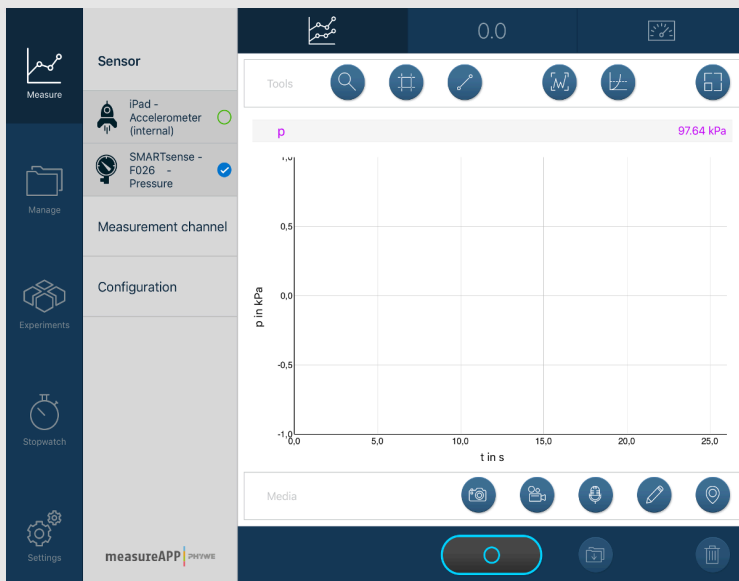 0.0
Measure
Sensor
Tools
iPad -
Accelerometer
(internal)
p
97.64 kPa
SMARTsense -
F026 -
Pressure
Manage
Measurement channel
Configuration
Experiments
1,0
0,5
0,0
-0,5
-1,0
p in kPa
0,0 5,0 10,0 15,0 20,0 25,0
t in s
Stopwatch
Media
Settings
measureAPP PHYWE